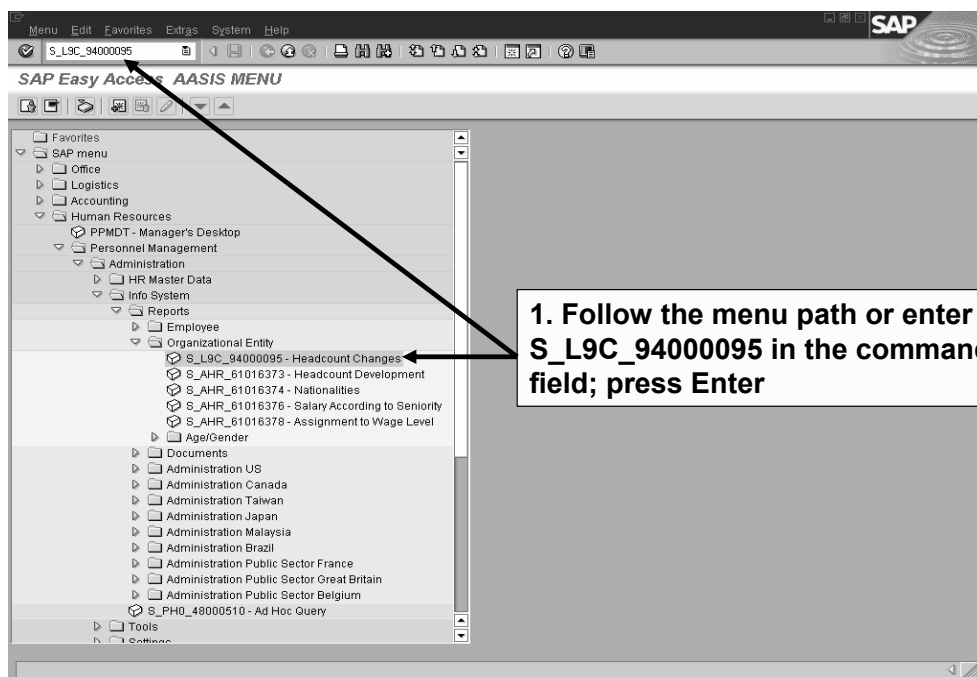 Menu Edit Favorites Extras System Help
SAP
S_L9C_94000095
SAP Easy Access AASIS MENU
Favorites
SAP menu
Office
Logistics
Accounting
Human Resources
PPMDT - Manager's Desktop
Personnel Management
Administration
HR Master Data
Info System
Reports
Employee
Organizational Entity
S_L9C_94000095 - Headcount Changes
S_AHR_61016373 - Headcount Development
S_AHR_61016374 - Nationalities
S_AHR_61016376 - Salary According to Seniority
S_AHR_61016378 - Assignment to Wage Level
Age/Gender
Documents
Administration US
Administration Canada
Administration Taiwan
Administration Japan
Administration Malaysia
Administration Brazil
Administration Public Sector France
Administration Public Sector Great Britain
Administration Public Sector Belgium
S_PH0_48000510 - Ad Hoc Query
Tools
Settings
1. Follow the menu path or enter
S_L9C_94000095 in the comman
field; press Enter